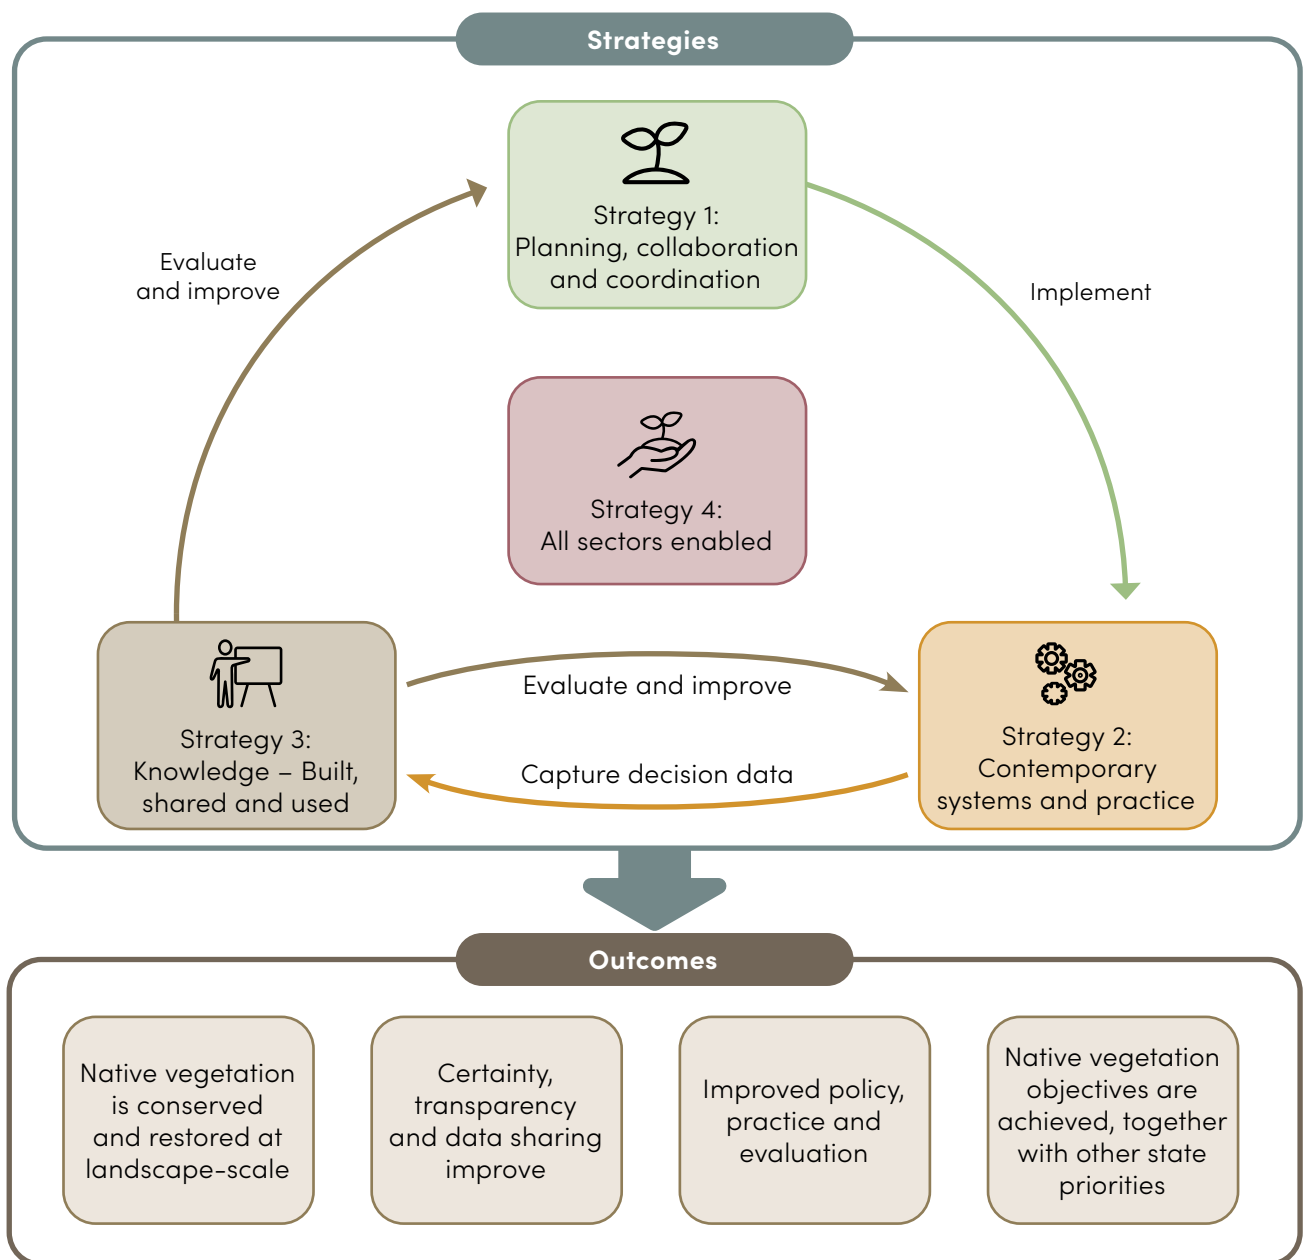 Strategies
Strategy 1:
Planning, collaboration
and coordination
Evaluate
and improve
Implement
Strategy 4:
All sectors enabled
Strategy 3:
Knowledge – Built,
shared and used
Evaluate and improve
Capture decision data
Strategy 2:
Contemporary
systems and practice
Outcomes
Native vegetation
is conserved
and restored at
landscape-scale
Certainty,
transparency
and data sharing
improve
Improved policy,
practice and
evaluation
Native vegetation
objectives are
achieved, together
with other state
priorities